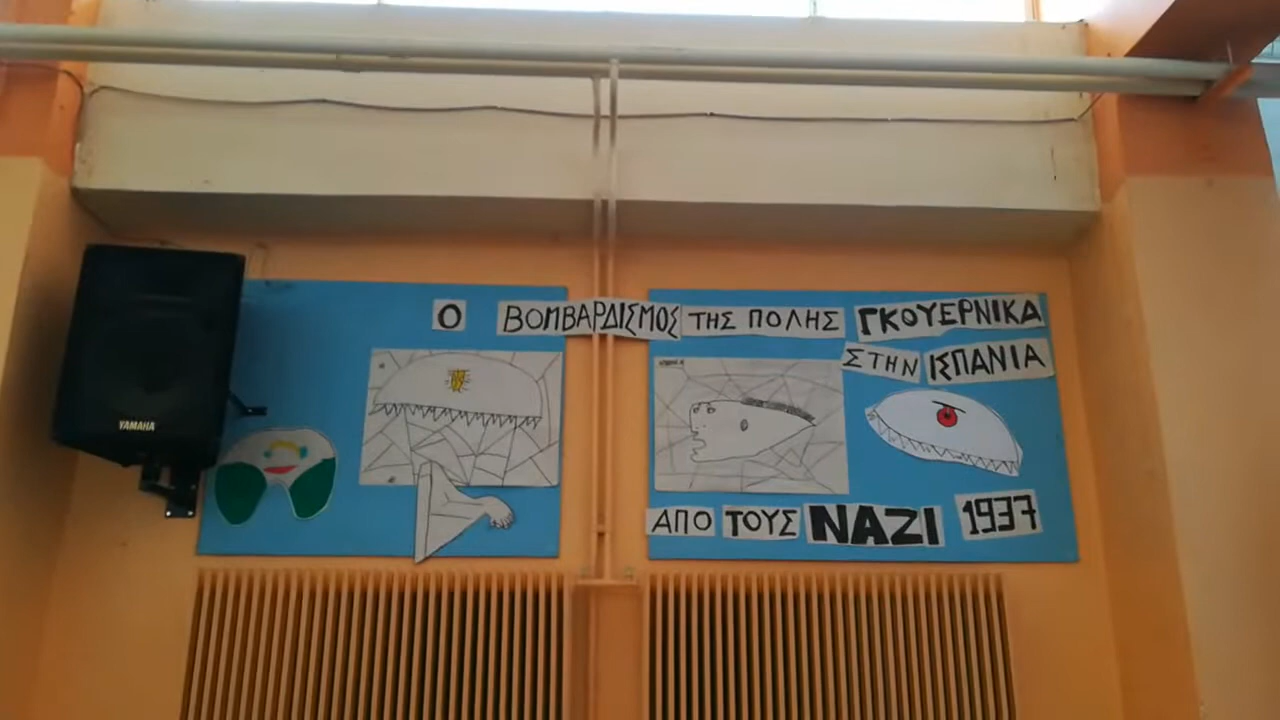 Ο ΒΟΜΒΑΡΔΙΣΜΟΣ ΤΗΣ ΠΟΛΗΣ ΓΚΟΥΕΡΝΙΚΑ
ΣΤΗΝ ΙΣΠΑΝΙΑ
ΑΠΟ ΤΟΥΣ ΝΑΖΙ 1937
YAMAHA